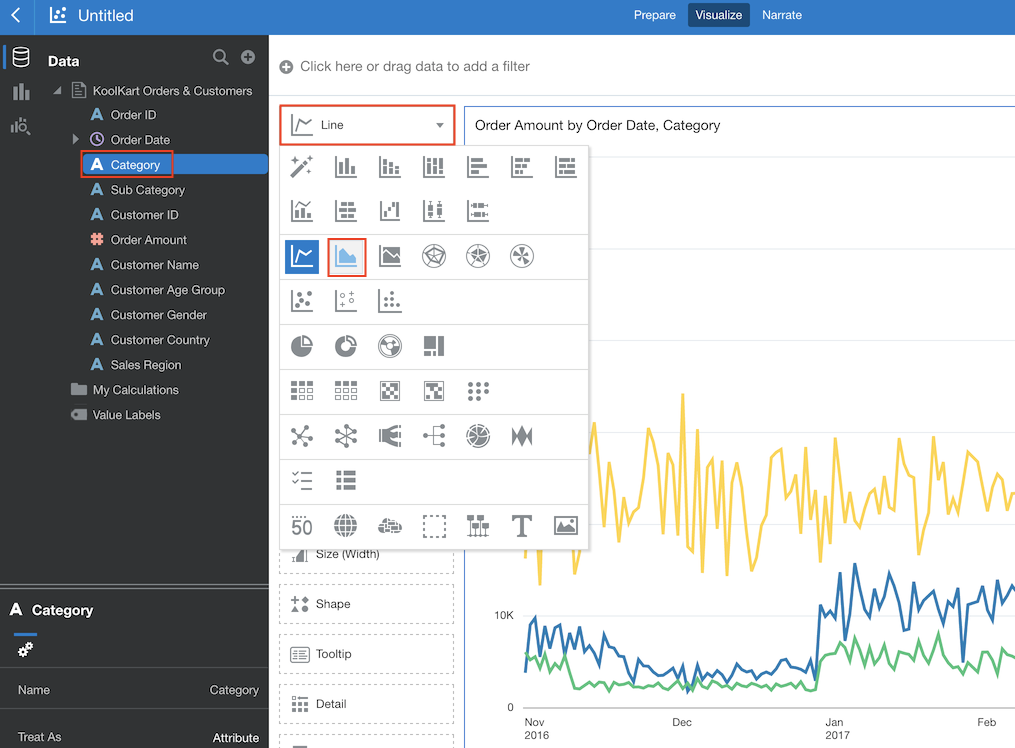 Untitled
Prepare
Visualize
Narrate
Data
Click here or drag data to add a filter
KoolKart Orders & Customers
A Order ID
Order Date
A Category
A Sub Category
A Customer ID
# Order Amount
A Customer Name
A Customer Age Group
A Customer Gender
A Customer Country
A Sales Region
My Calculations
Value Labels
A Category
Name Category
Treat As Attribute
Line
50
T
Size (Width)
Shape
Tooltip
Detail
Order Amount by Order Date, Category
10K
0
Nov Dec Jan Feb
2016 2017